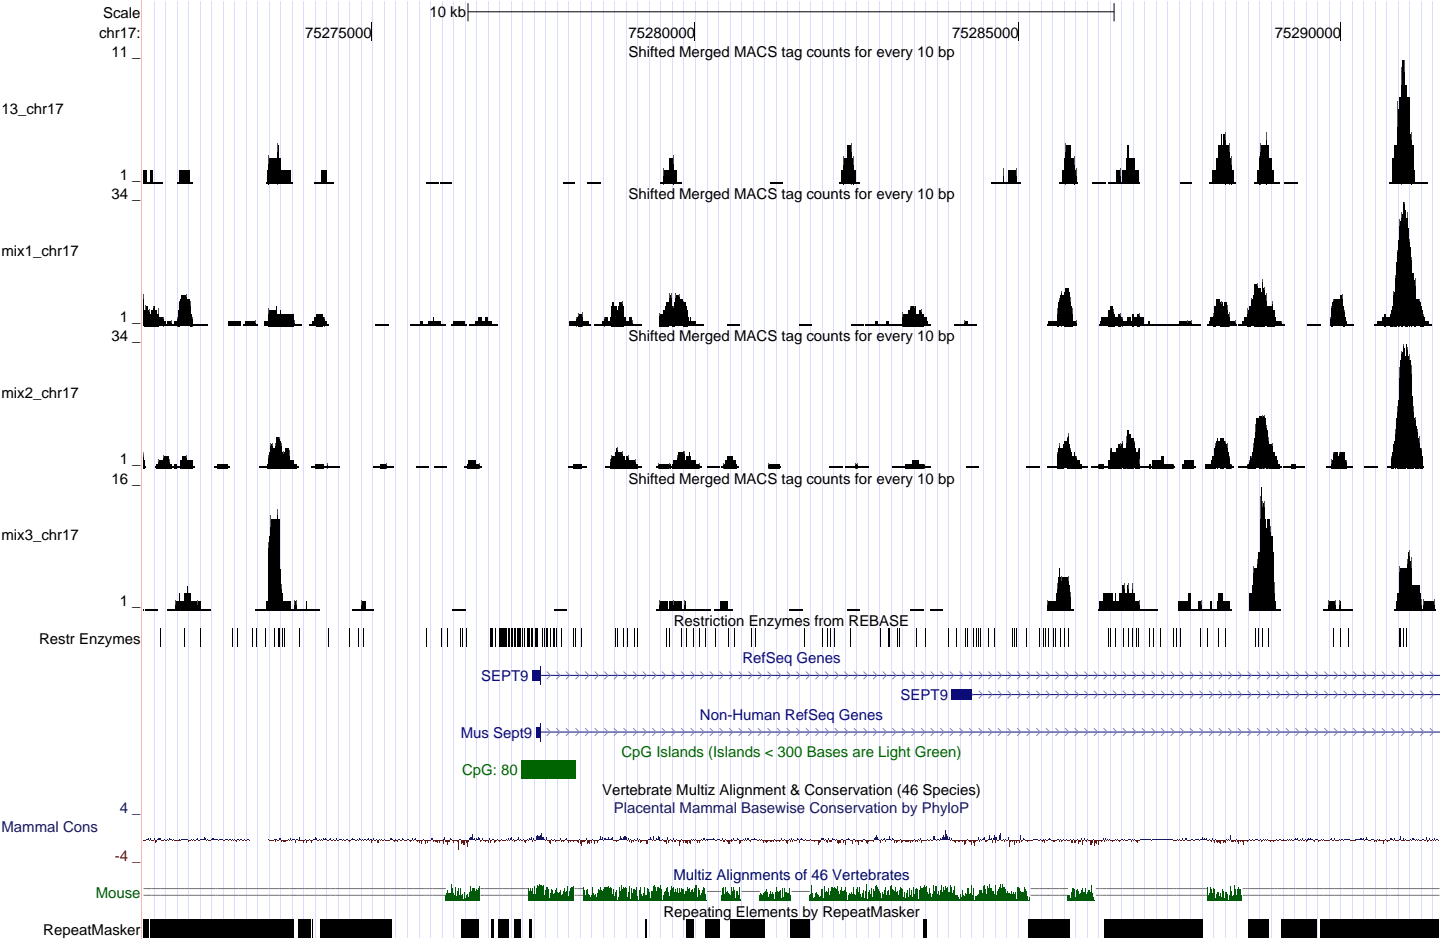 Scale 10 kb
chr17: 75275000 75280000 75285000 75290000
Shifted Merged MACS tag counts for every 10 bp
11 _
13_chr17
1 _
Shifted Merged MACS tag counts for every 10 bp
34 _
mix1_chr17
1 _
Shifted Merged MACS tag counts for every 10 bp
34 _
mix2_chr17
1 _
Shifted Merged MACS tag counts for every 10 bp
16 _
mix3_chr17
1 _
Restriction Enzymes from REBASE
Restr Enzymes
RefSeq Genes
SEPT9
SEPT9
Non-Human RefSeq Genes
Mus Sept9
CpG Islands (Islands < 300 Bases are Light Green)
CpG: 80
Vertebrate Multiz Alignment & Conservation (46 Species)
Placental Mammal Basewise Conservation by PhyloP
4 _
Mammal Cons
-4 _
Multiz Alignments of 46 Vertebrates
Mouse
Repeating Elements by RepeatMasker
RepeatMasker